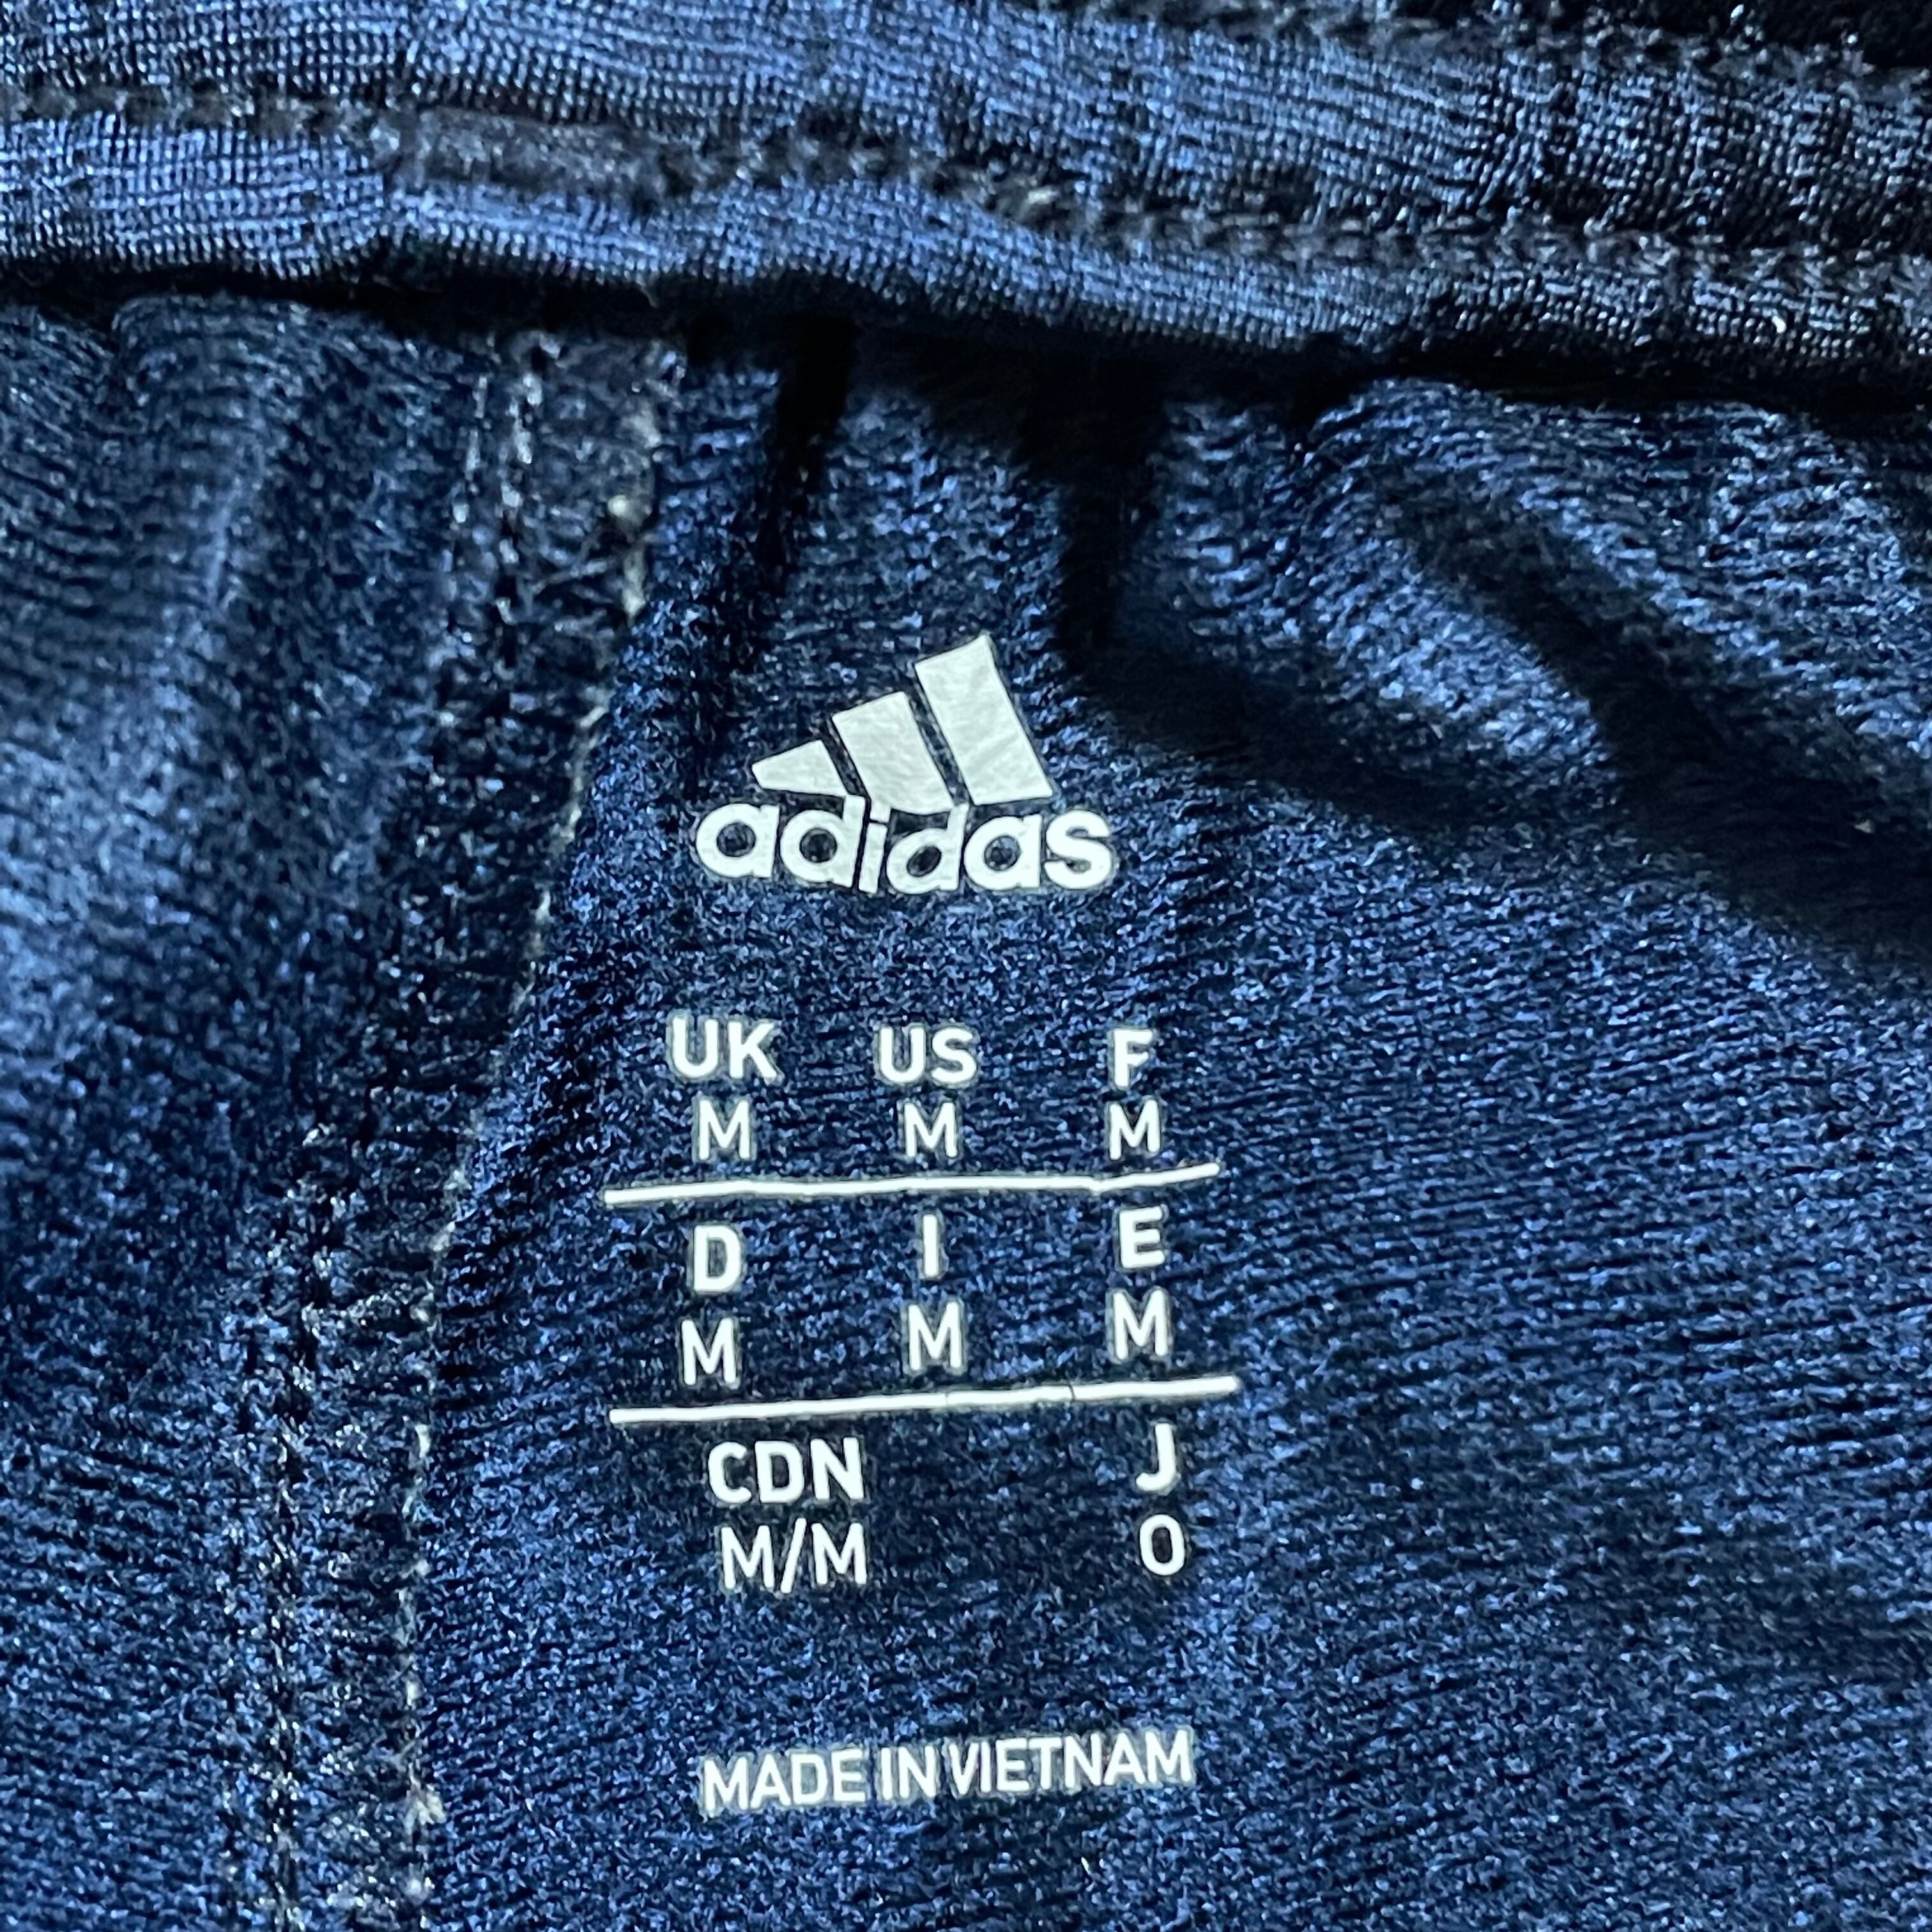 adidas
UK US F
M M M
D I E
M M M
CDN J
M/M O
MADE IN VIETNAM